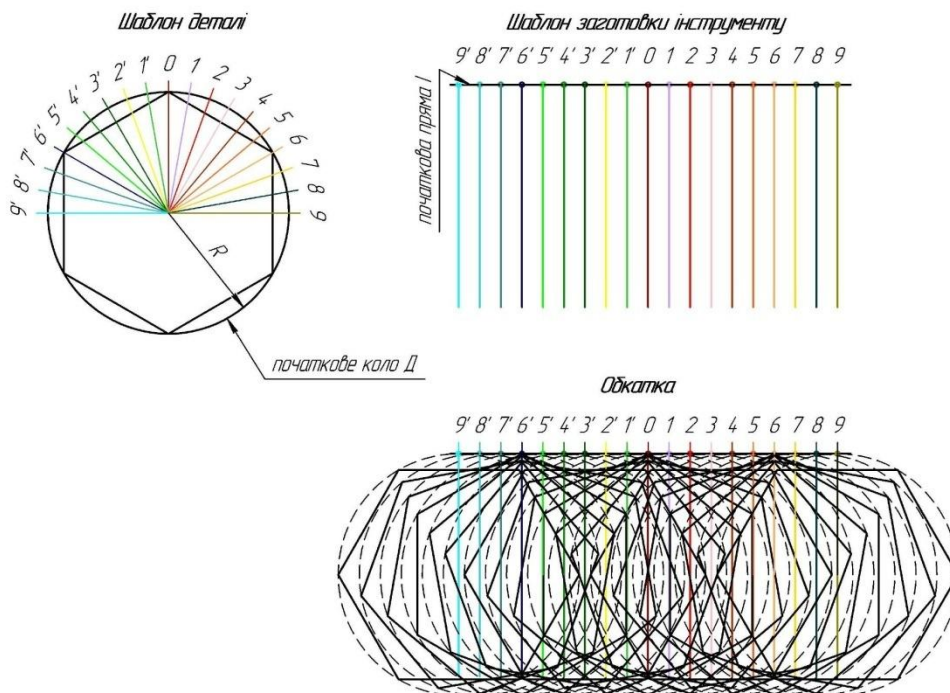 Шаблон деталі
9' 8' 7' 6' 5' 4' 3' 2' 1' 0 1 2 3 4 5 6 7 8 9
R
початкове коло Д
Шаблон заготовки інструменту
9' 8' 7' 6' 5' 4' 3' 2' 1' 0 1 2 3 4 5 6 7 8 9
початкова пряма І
Обкатка
9' 8' 7' 6' 5' 4' 3' 2' 1' 0 1 2 3 4 5 6 7 8 9